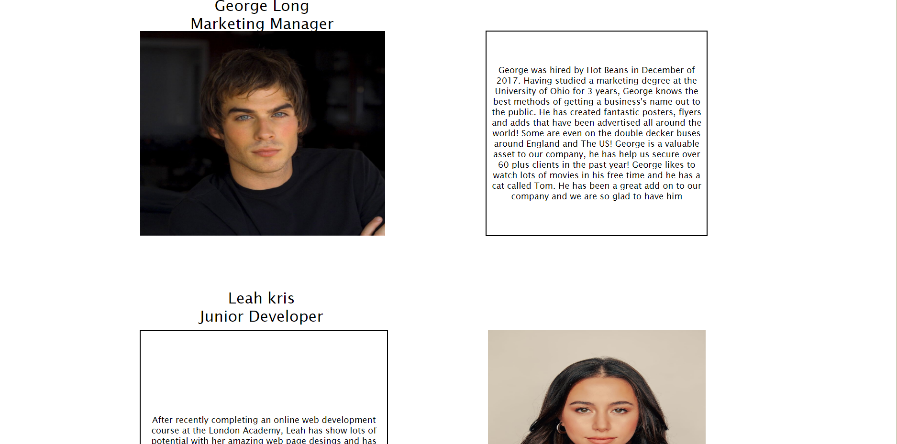 George Long
Marketing Manager
George was hired by Hot Beans in December of
2017. Having studied a marketing degree at the
University of Ohio for 3 years, George knows the
best methods of getting a business's name out to
the public. He has created fantastic posters, flyers
and adds that have been advertised all around the
world! Some are even on the double decker buses
around England and The US! George is a valuable
asset to our company, he has help us secure over
60 plus clients in the past year! George likes to
watch lots of movies in his free time and he has a
cat called Tom. He has been a great add on to our
company and we are so glad to have him
Leah kris
Junior Developer
After recently completing an online web development
course at the London Academy, Leah has show lots of
potential with her amazing web page desings and has